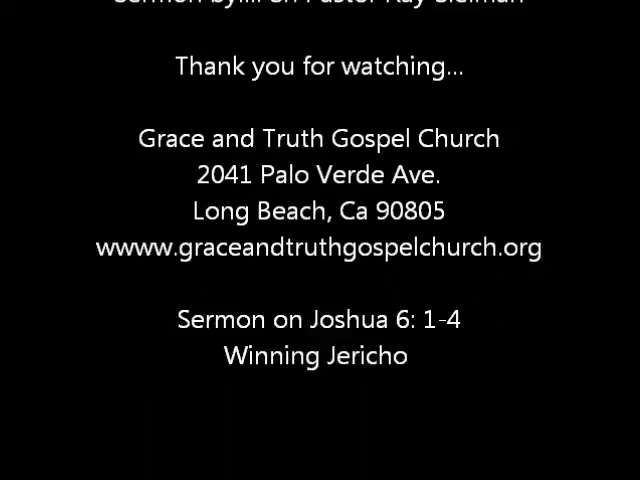 Thank you for watching...
Grace and Truth Gospel Church
2041 Palo Verde Ave.
Long Beach, Ca 90805
wwww.graceandtruthgospelchurch.org
Sermon on Joshua 6: 1-4
Winning Jericho